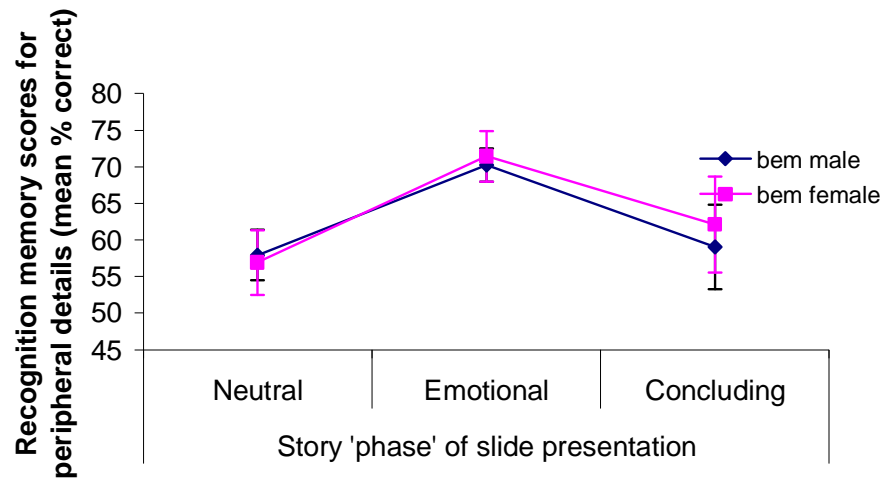 Recognition memory scores for
peripheral details (mean % correct)
80
75
70
65
60
55
50
45
bem male
bem female
Neutral
Emotional
Concluding
Story 'phase' of slide presentation